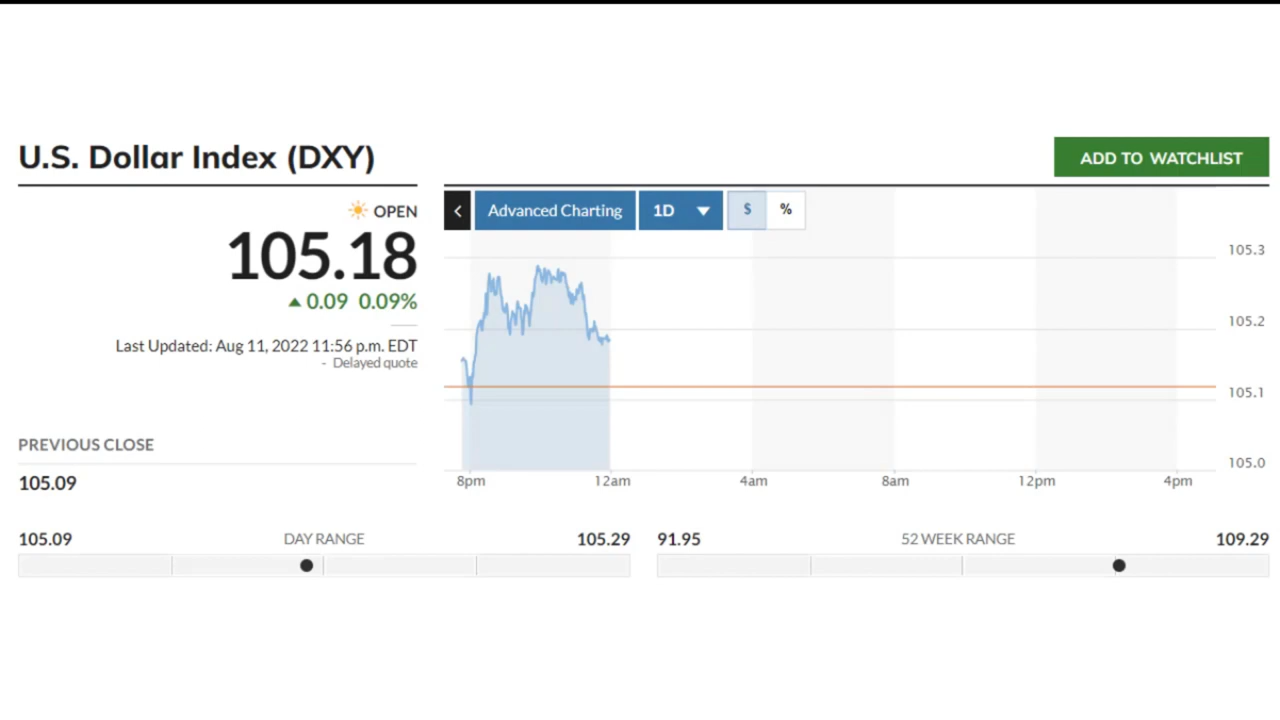 U.S. Dollar Index (DXY)
ADD TO WATCHLIST
OPEN
105.18
0.09 0.09%
Last Updated: Aug 11, 2022 11:56 p.m. EDT
- Delayed quote
PREVIOUS CLOSE
105.09
Advanced Charting 1D $ %
105.3
105.2
105.1
105.0
8pm 12am 4am 8am 12pm 4pm
105.09 DAY RANGE 105.29
91.95 52 WEEK RANGE 109.29